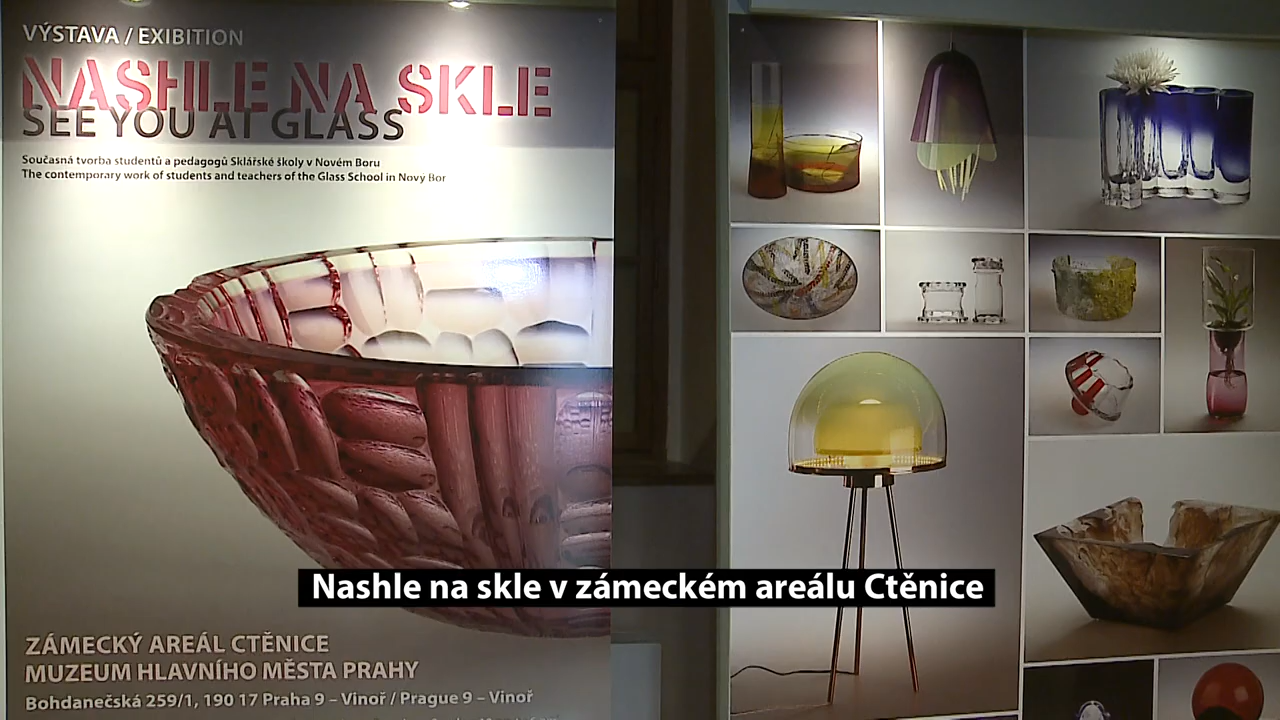 VÝSTAVA / EXIBITION
NASHLE NA SKLE
SEE YOU AT GLASS
Současná tvorba studentů a pedagogů Sklářské školy v Novém Boru
The contemporary work of students and teachers of the Glass School in Nový Bor
Nashle na skle v zámeckém areálu Ctěnice
ZÁMECKÝ AREÁL CTĚNICE
MUZEUM HLAVNÍHO MĚSTA PRAHY
Bohdanečská 259/1, 190 17 Praha 9 – Vinoř / Prague 9 – Vinoř